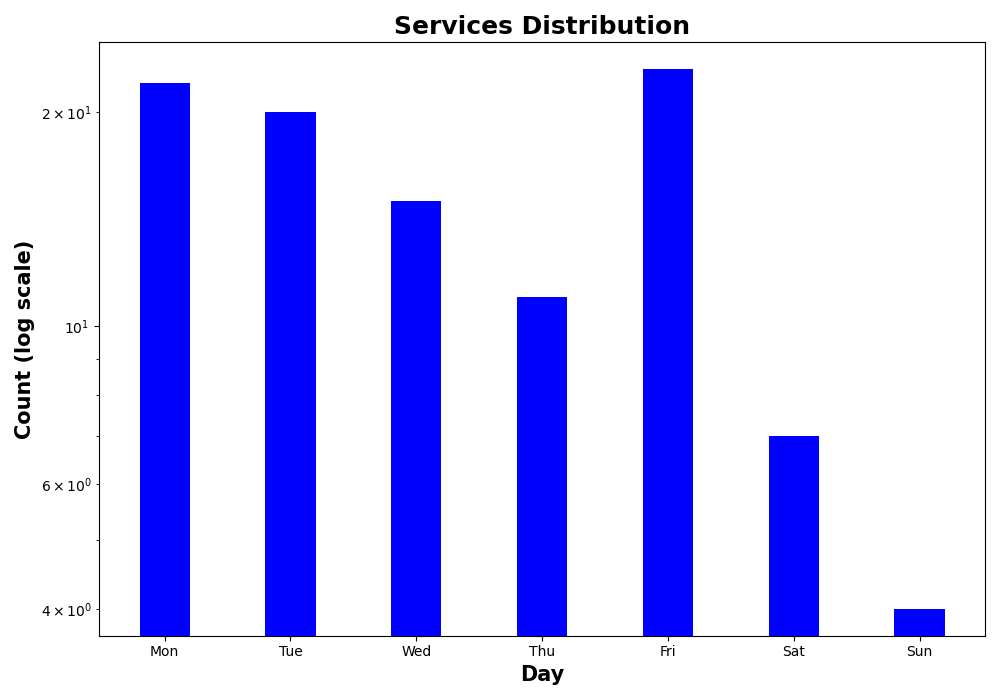 Services Distribution
Count (log scale)
2 × 10¹
10¹
6 × 10⁰
4 × 10⁰
Mon Tue Wed Thu Fri Sat Sun
Day